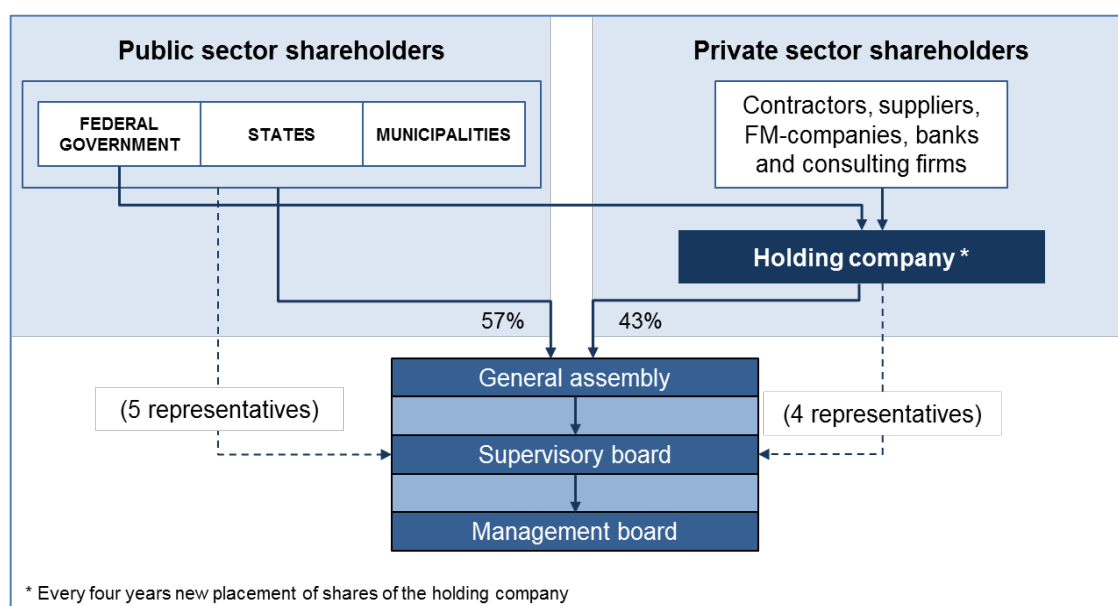 Public sector shareholders
Private sector shareholders
FEDERAL
GOVERNMENT
STATES
MUNICIPALITIES
Contractors, suppliers,
FM-companies, banks
and consulting firms
Holding company *
57%
43%
General assembly
(5 representatives)
(4 representatives)
Supervisory board
Management board
* Every four years new placement of shares of the holding company